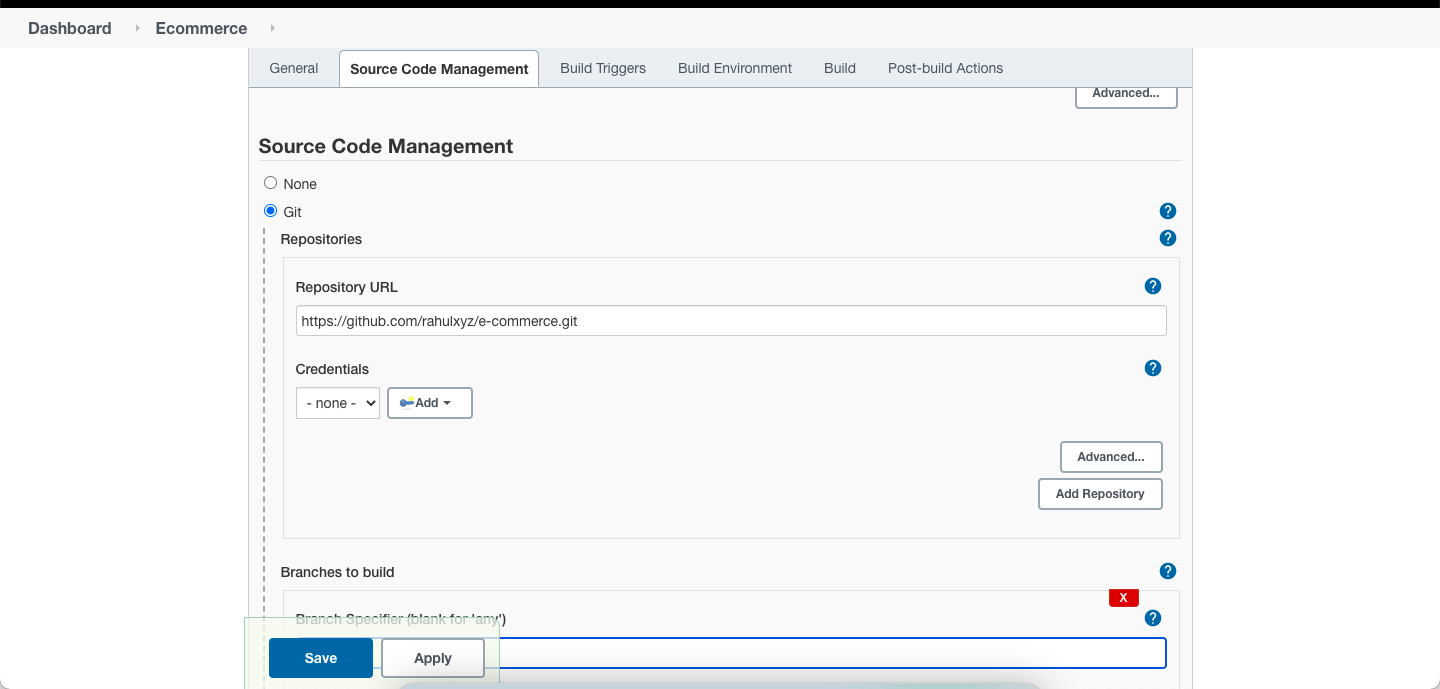 Dashboard Ecommerce
General Source Code Management Build Triggers Build Environment Build Post-build Actions
Advanced...
Source Code Management
None
Git ?
Repositories ?
Repository URL ?
https://github.com/rahulxyz/e-commerce.git
Credentials ?
- none - Add
Advanced...
Add Repository
Branches to build ?
X
Branch Specifier (blank for 'any') ?
Save Apply